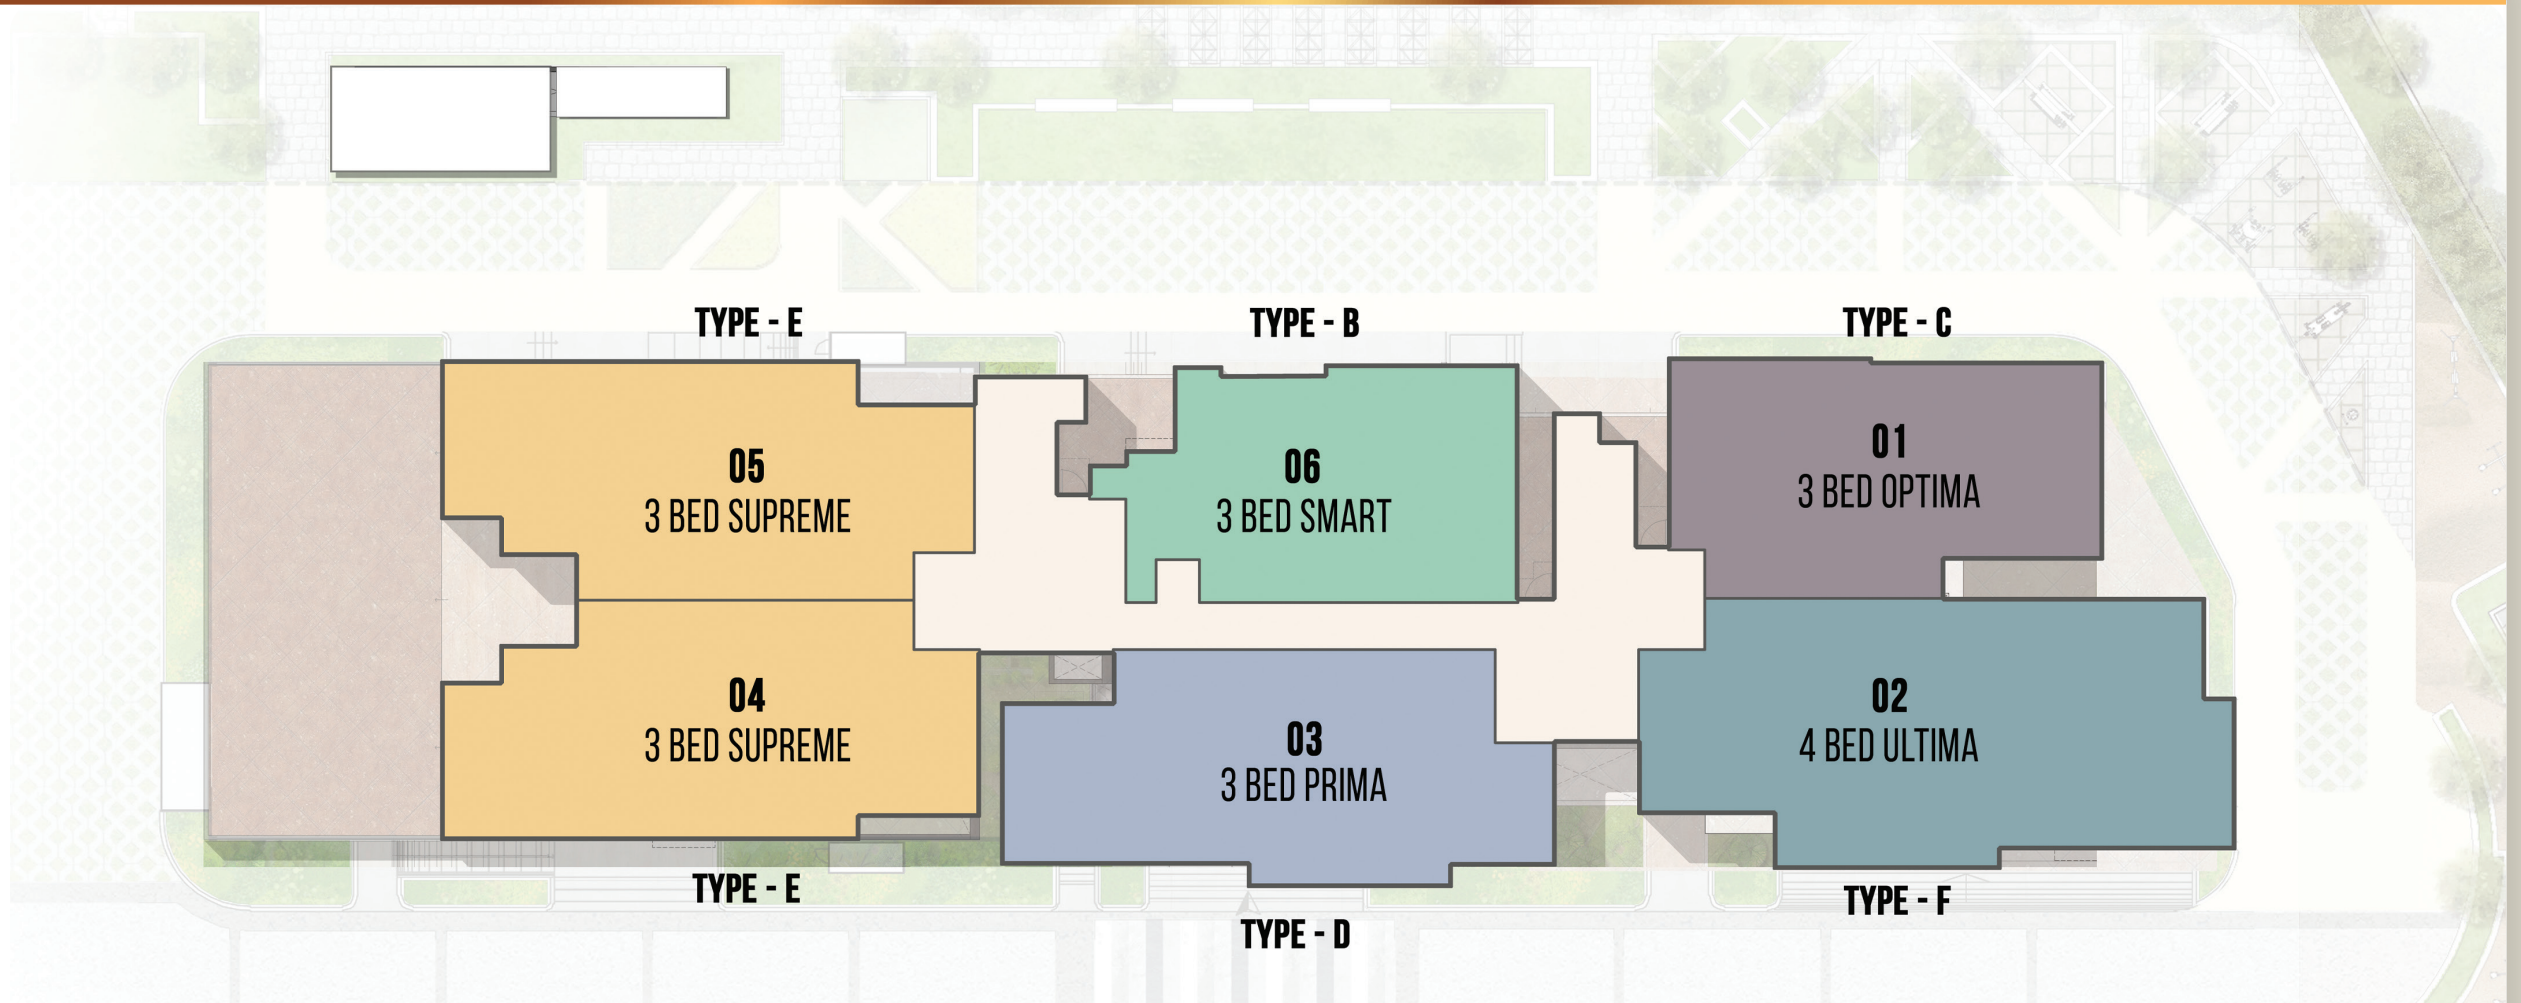 TYPE - E
TYPE - B
TYPE - C
05
3 BED SUPREME
06
3 BED SMART
01
3 BED OPTIMA
04
3 BED SUPREME
03
3 BED PRIMA
02
4 BED ULTIMA
TYPE - E
TYPE - D
TYPE - F